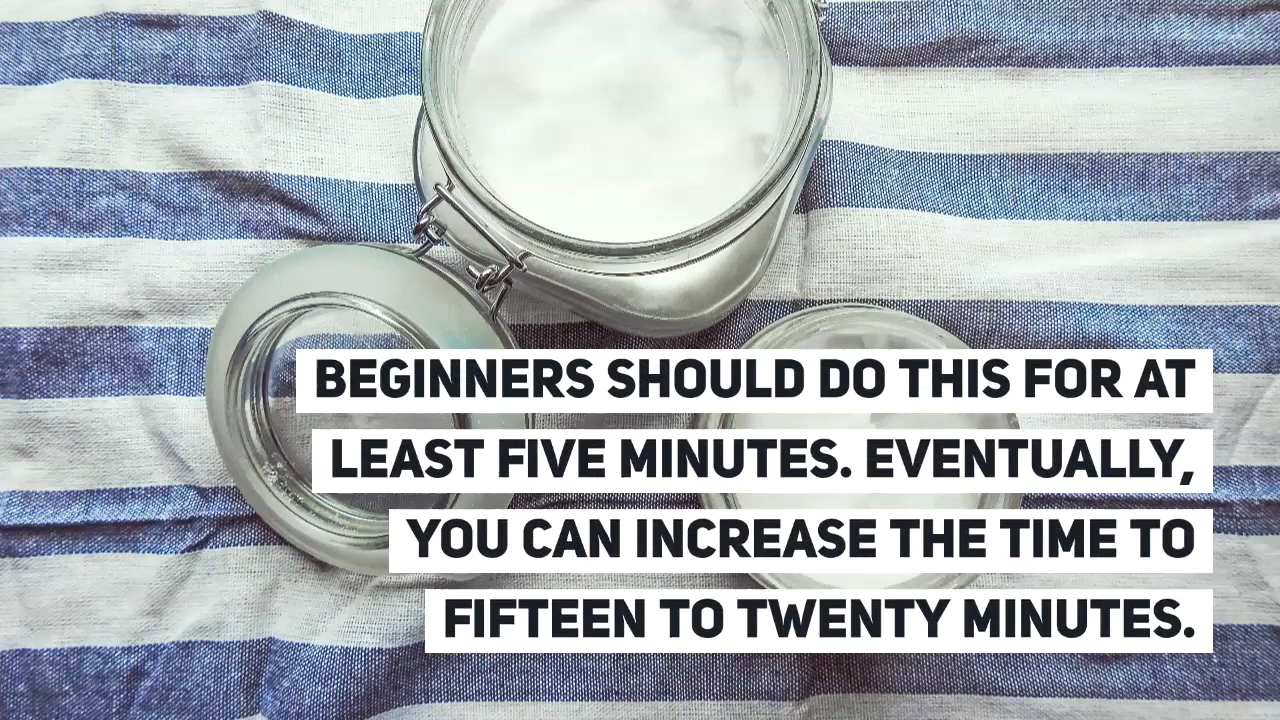 BEGINNERS SHOULD DO THIS FOR AT
LEAST FIVE MINUTES. EVENTUALLY,
YOU CAN INCREASE THE TIME TO
FIFTEEN TO TWENTY MINUTES.